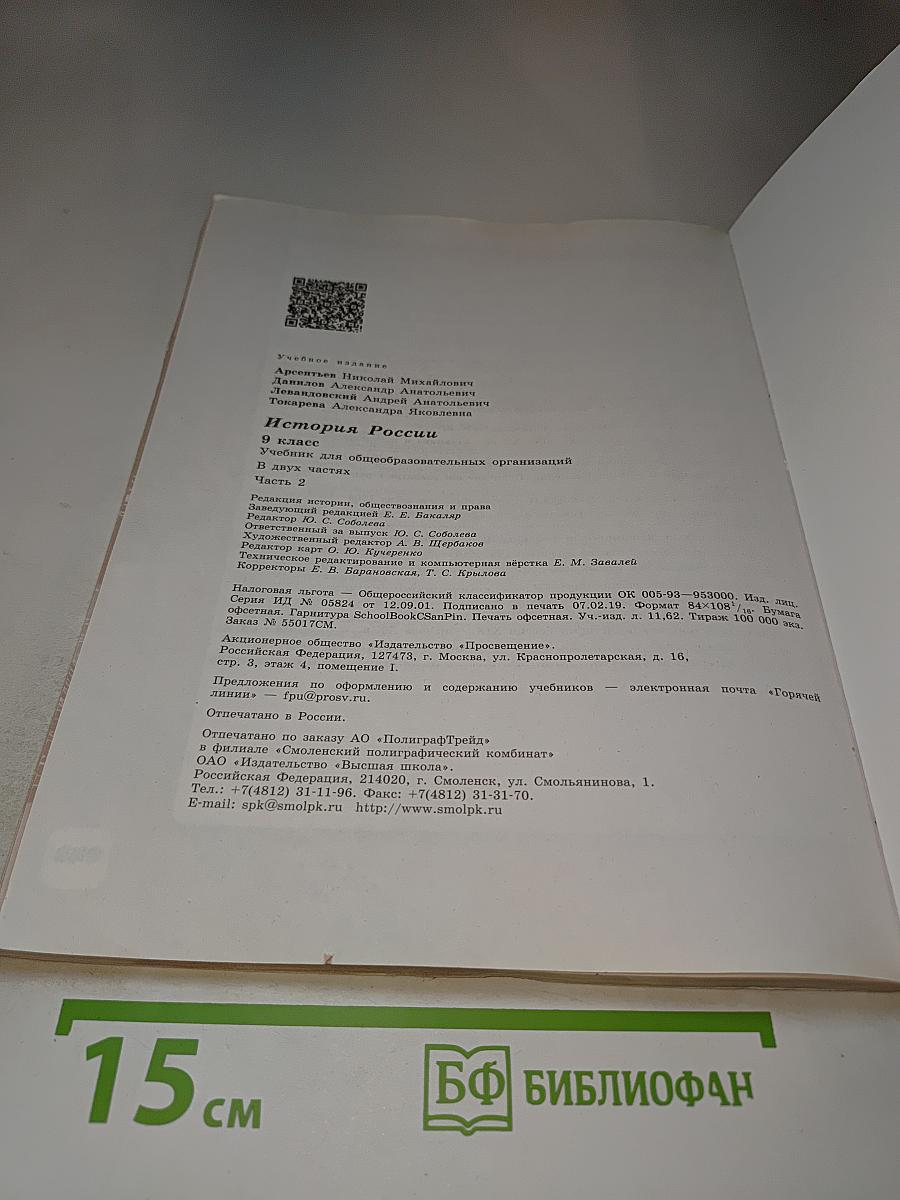 Учебное издание
Арсентьев Николай Михайлович
Данилов Александр Анатольевич
Левандовский Андрей Анатольевич
Токарева Александра Яковлевна
История России
9 класс
Учебник для общеобразовательных организаций
В двух частях
Часть 2
Редакция истории, обществознания и права
Заведующий редакцией Е. Е. Бакаляр
Редактор Ю. С. Соболева
Ответственный за выпуск Ю. С. Соболева
Художественный редактор А. В. Щербаков
Редактор карт О. Ю. Кучеренко
Техническое редактирование и компьютерная вёрстка Е. М. Завалей
Корректоры Е. В. Барановская, Т. С. Крылова
Налоговая льгота — Общероссийский классификатор продукции ОК 005-93—953000. Изд. лиц.
Серия ИД № 05824 от 12.09.01. Подписано в печать 07.02.19. Формат 84×108¹/₁₆. Бумага
офсетная. Гарнитура SchoolBookCSanPin. Печать офсетная. Уч.-изд. л. 11,62. Тираж 100 000 экз.
Заказ № 55017СМ.
Акционерное общество «Издательство «Просвещение».
Российская Федерация, 127473, г. Москва, ул. Краснопролетарская, д. 16,
стр. 3, этаж 4, помещение I.
Предложения по оформлению и содержанию учебников — электронная почта «Горячей
линии» — fpu@prosv.ru.
Отпечатано в России.
Отпечатано по заказу АО «ПолиграфТрейд»
в филиале «Смоленский полиграфический комбинат»
ОАО «Издательство «Высшая школа».
Российская Федерация, 214020, г. Смоленск, ул. Смольянинова, 1.
Тел.: +7(4812) 31-11-96. Факс: +7(4812) 31-31-70.
E-mail: spk@smolpk.ru http://www.smolpk.ru
15 см
БФ БИБЛИОФАН